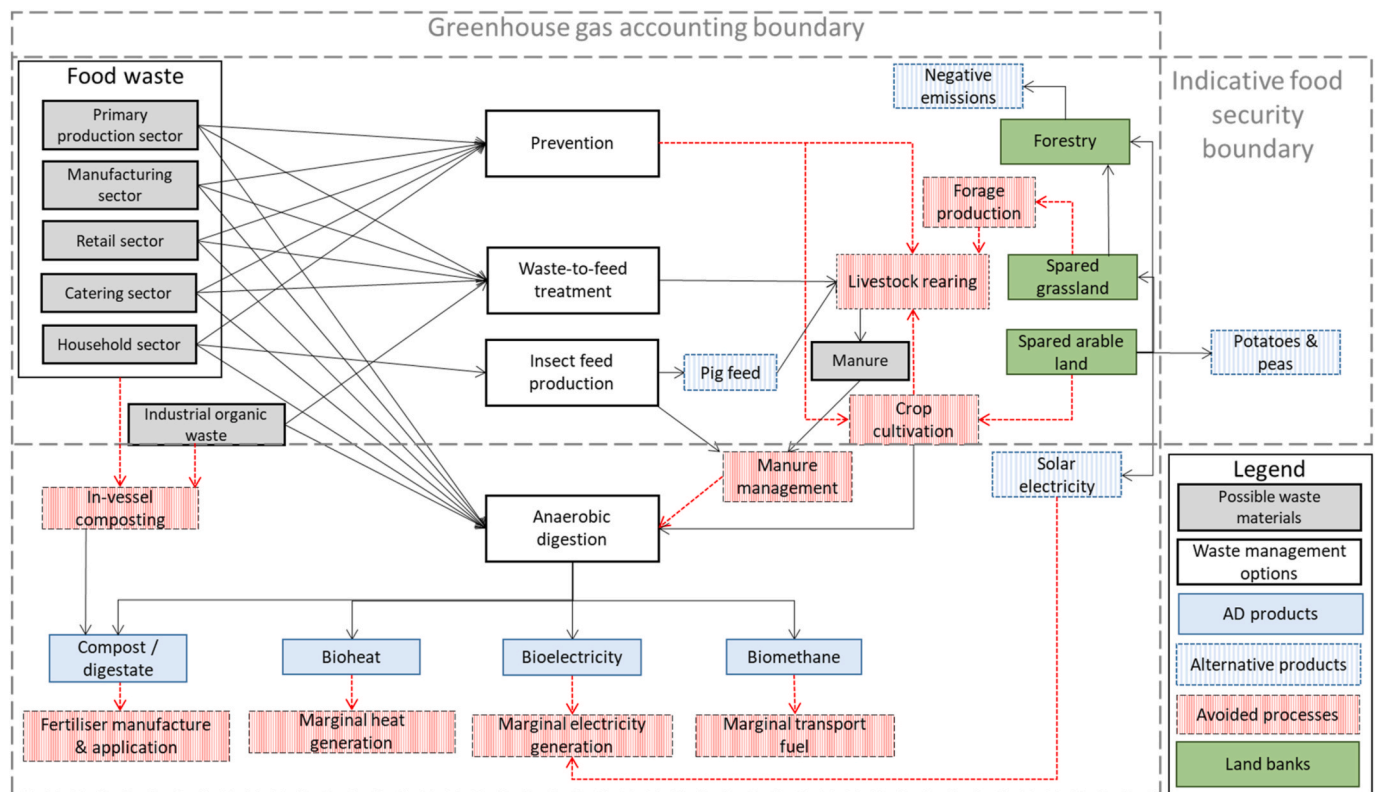 Greenhouse gas accounting boundary
Indicative food
security
boundary
Food waste
Primary
production sector
Manufacturing
sector
Retail sector
Catering sector
Household sector
Industrial organic
waste
Prevention
Waste-to-feed
treatment
Insect feed
production
Pig feed
Negative
emissions
Forestry
Forage
production
Livestock rearing
Spared
grassland
Spared arable
land
Potatoes &
peas
Manure
Crop
cultivation
Manure
management
Solar
electricity
In-vessel
composting
Anaerobic
digestion
Compost /
digestate
Bioheat
Bioelectricity
Biomethane
Fertiliser manufacture
& application
Marginal heat
generation
Marginal electricity
generation
Marginal transport
fuel
Legend
Possible waste
materials
Waste management
options
AD products
Alternative products
Avoided processes
Land banks